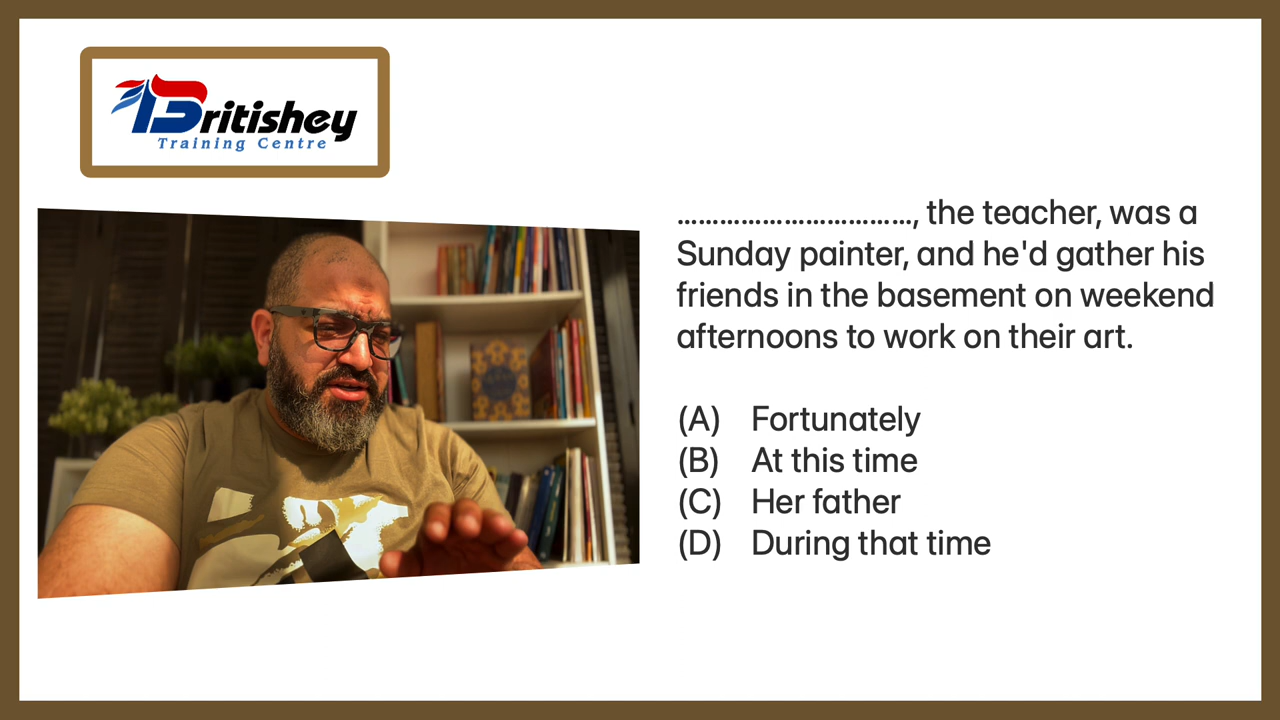 Britishey
Training Centre
................................., the teacher, was a
Sunday painter, and he'd gather his
friends in the basement on weekend
afternoons to work on their art.
(A) Fortunately
(B) At this time
(C) Her father
(D) During that time